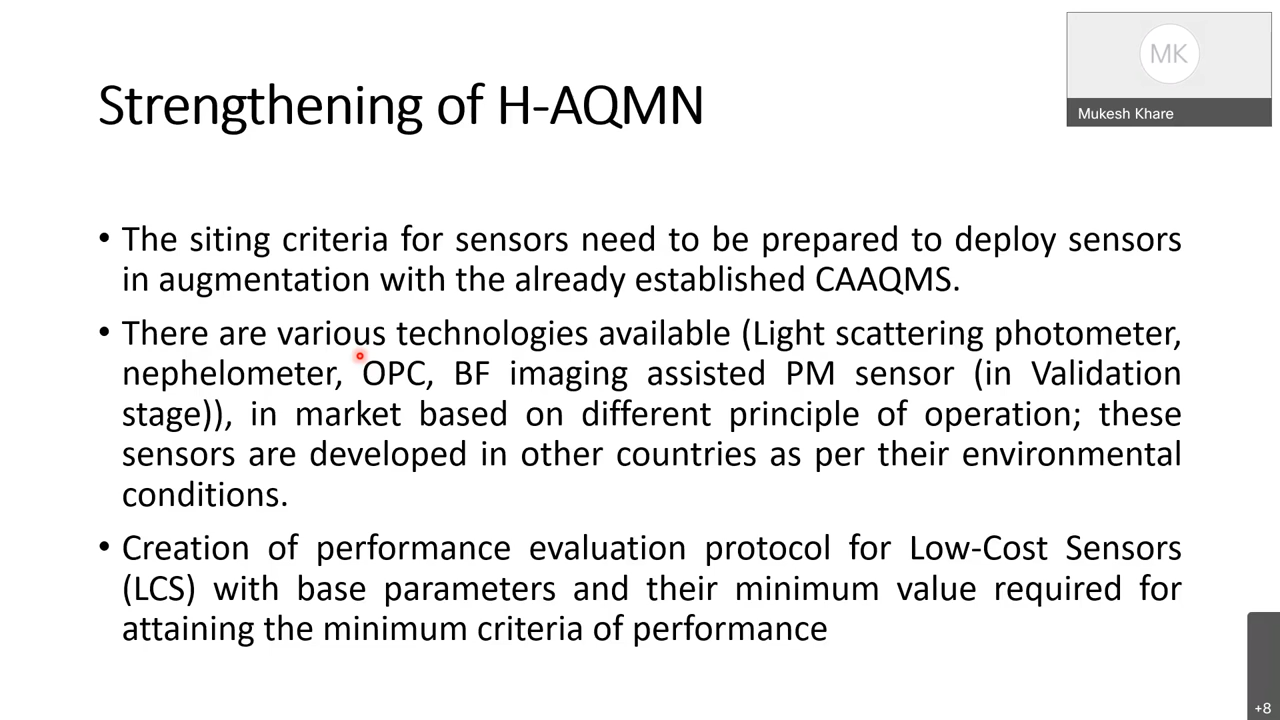 MK
Mukesh Khare
Strengthening of H-AQMN
• The siting criteria for sensors need to be prepared to deploy sensors
in augmentation with the already established CAAQMS.
• There are various technologies available (Light scattering photometer,
nephelometer, OPC, BF imaging assisted PM sensor (in Validation
stage)), in market based on different principle of operation; these
sensors are developed in other countries as per their environmental
conditions.
• Creation of performance evaluation protocol for Low-Cost Sensors
(LCS) with base parameters and their minimum value required for
attaining the minimum criteria of performance
+8